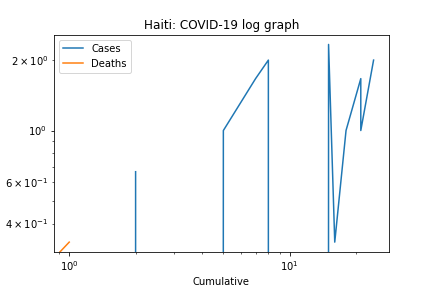 Haiti: COVID-19 log graph
Cases
Deaths
2 × 10⁰
10⁰
6 × 10⁻¹
4 × 10⁻¹
10⁰ 10¹
Cumulative